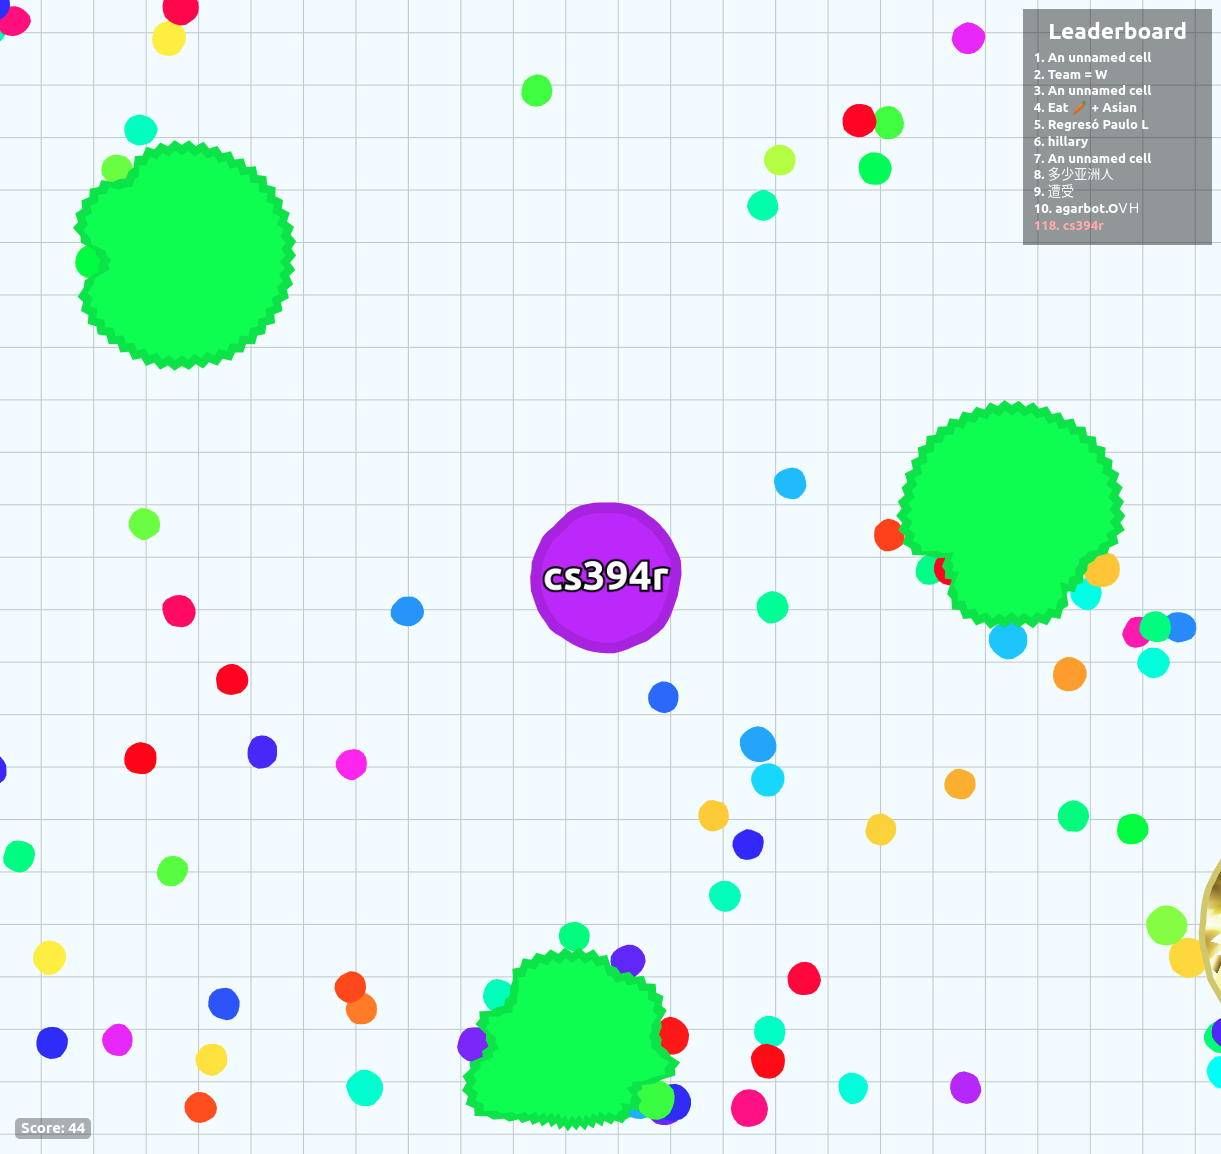 Leaderboard
1. An unnamed cell
2. Team = W
3. An unnamed cell
4. Eat 🥕 + Asian
5. Regresó Paulo L
6. hillary
7. An unnamed cell
8. 多少亚洲人
9. 遭受
10. agarbot.OVH
118. cs394r
cs394r
Score: 44